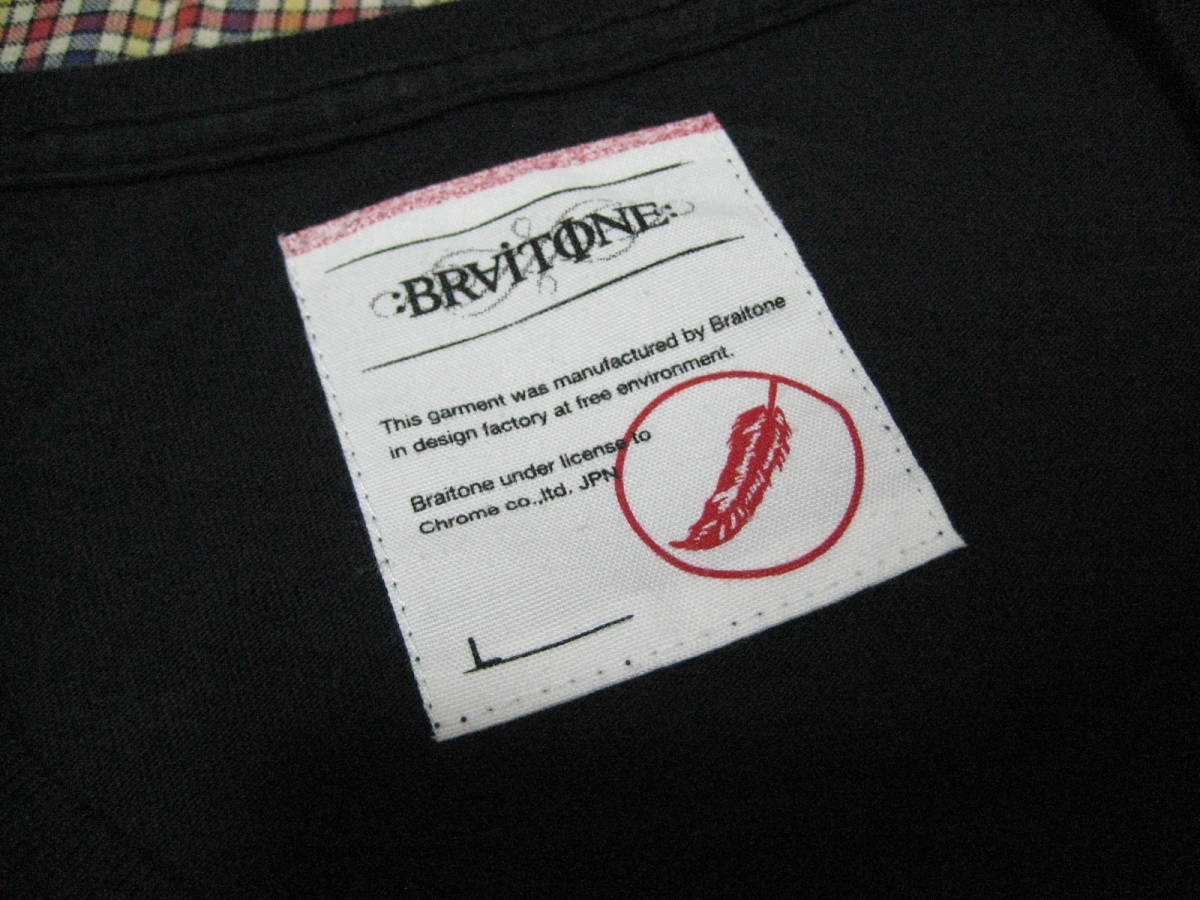 :BRAiTONE:
This garment was manufactured by Braitone
in design factory at free environment.
Braitone under license to
Chrome co.,ltd. JPN
L